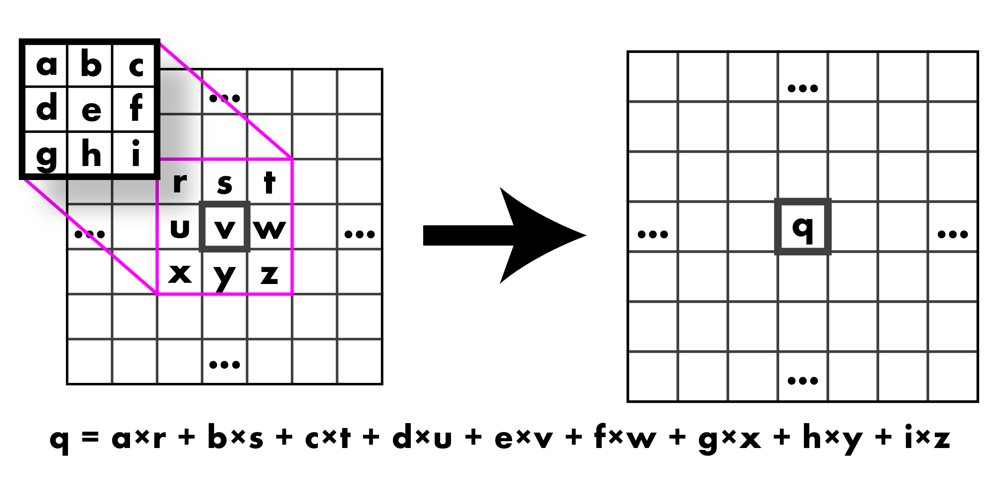 a b c
d e f
g h i
...
r s t
... u v w ...
x y z
...
...
... q ...
...
q = a×r + b×s + c×t + d×u + e×v + f×w + g×x + h×y + i×z